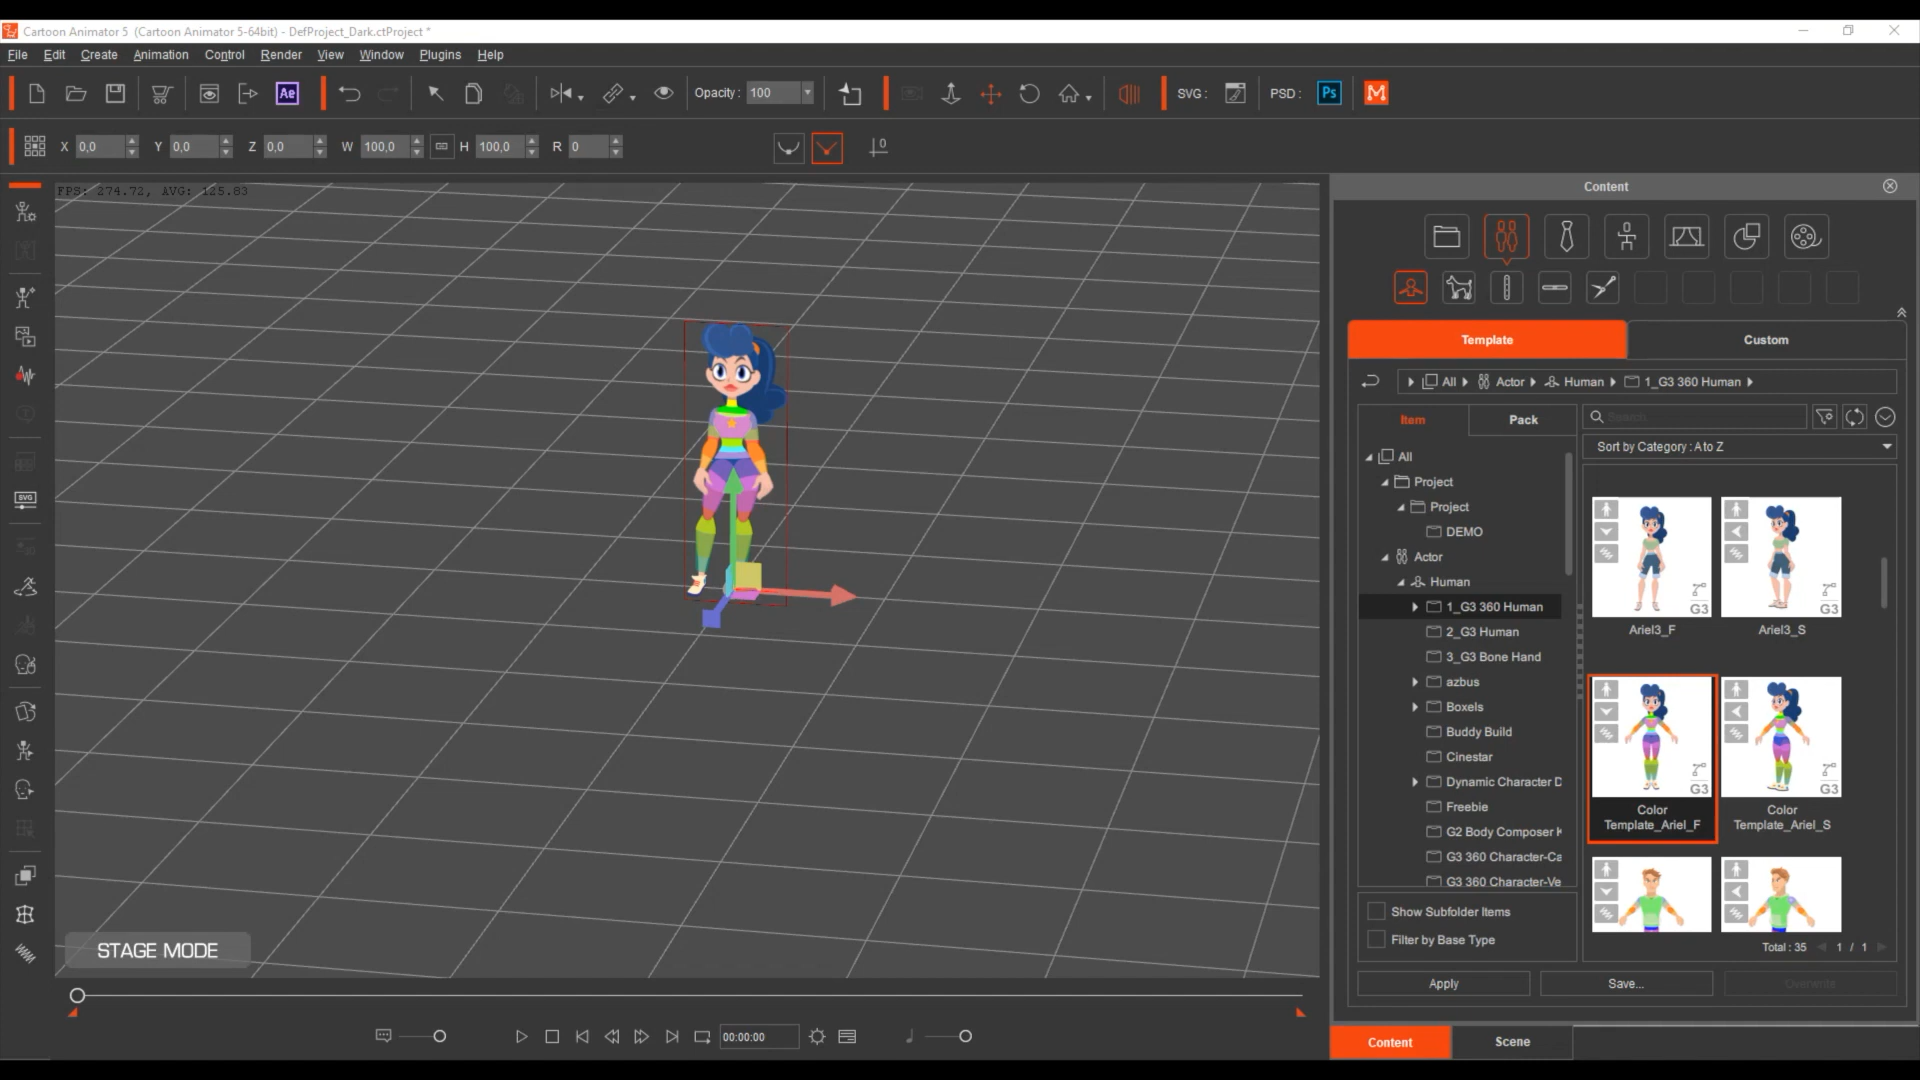 Cartoon Animator 5  (Cartoon Animator 5-64bit) - DefProject_Dark.ctProject *
File Edit Create Animation Control Render View Window Plugins Help
Ae Opacity : 100 SVG : PSD : Ps
X 0,0 Y 0,0 Z 0,0 W 100,0 H 100,0 R 0 0
FPS: 274.72, AVG: 125.83
SVG
STAGE MODE
00:00:00
Content
Template Custom
All Actor Human 1_G3 360 Human
Item Pack
Search...
Sort by Category : A to Z
All
Project
Project
DEMO
Actor
Human
1_G3 360 Human
2_G3 Human
3_G3 Bone Hand
azbus
Boxels
Buddy Build
Cinestar
Dynamic Character D
Freebie
G2 Body Composer K
G3 360 Character-Ca
G3 360 Character-Ve
G3 G3
Ariel3_F Ariel3_S
G3 G3
Color
Template_Ariel_F
Color
Template_Ariel_S
Show Subfolder Items
Filter by Base Type
Total : 35 1 / 1
Apply Save... Overwrite
Content Scene